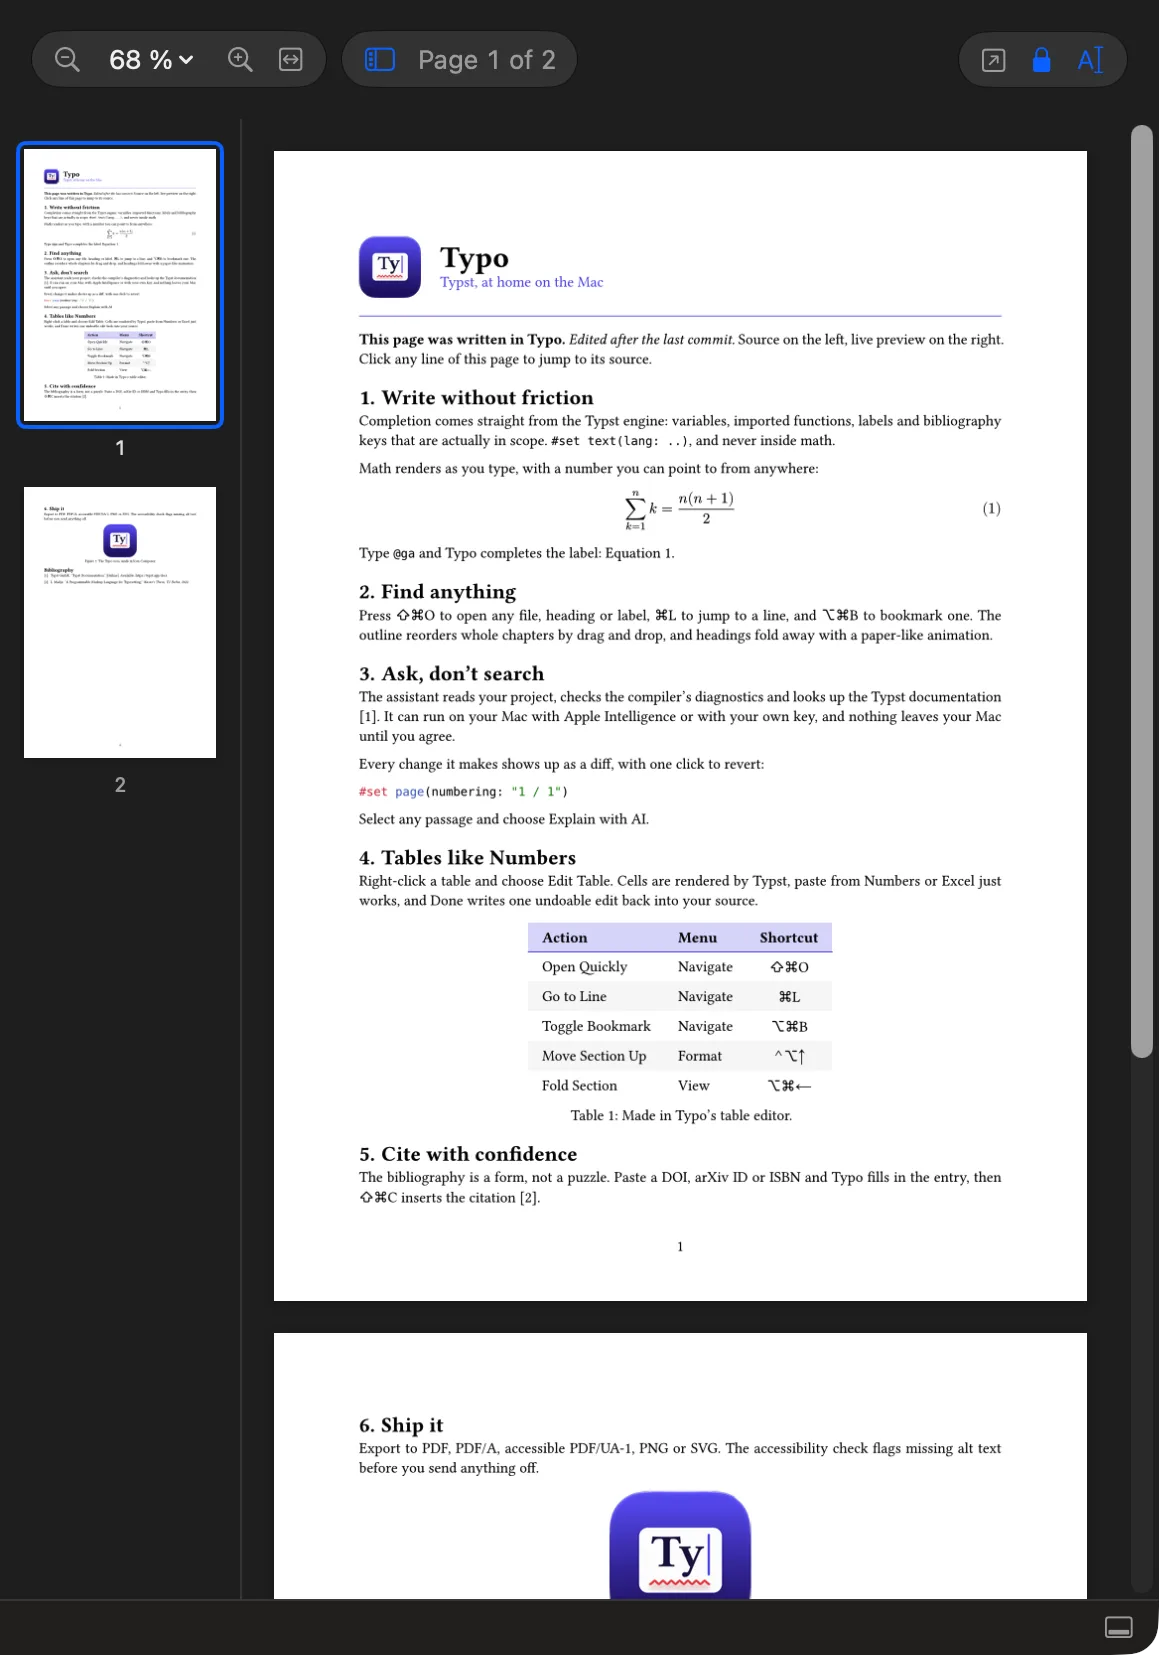 68 %
Page 1 of 2
1
2
Ty
Typo
Typst, at home on the Mac
This page was written in Typo. Edited after the last commit. Source on the left, live preview on the right.
Click any line of this page to jump to its source.
1. Write without friction
Completion comes straight from the Typst engine: variables, imported functions, labels and bibliography
keys that are actually in scope. #set text(lang: ..), and never inside math.
Math renders as you type, with a number you can point to from anywhere:
∑_{k=1}^{n} k = n(n+1)/2 (1)
Type @ga and Typo completes the label: Equation 1.
2. Find anything
Press ⇧⌘O to open any file, heading or label, ⌘L to jump to a line, and ⌥⌘B to bookmark one. The
outline reorders whole chapters by drag and drop, and headings fold away with a paper-like animation.
3. Ask, don’t search
The assistant reads your project, checks the compiler’s diagnostics and looks up the Typst documentation
[1]. It can run on your Mac with Apple Intelligence or with your own key, and nothing leaves your Mac
until you agree.
Every change it makes shows up as a diff, with one click to revert:
#set page(numbering: "1 / 1")
Select any passage and choose Explain with AI.
4. Tables like Numbers
Right-click a table and choose Edit Table. Cells are rendered by Typst, paste from Numbers or Excel just
works, and Done writes one undoable edit back into your source.
Action Menu Shortcut
Open Quickly Navigate ⇧⌘O
Go to Line Navigate ⌘L
Toggle Bookmark Navigate ⌥⌘B
Move Section Up Format ^⌥↑
Fold Section View ⌥⌘←
Table 1: Made in Typo’s table editor.
5. Cite with confidence
The bibliography is a form, not a puzzle. Paste a DOI, arXiv ID or ISBN and Typo fills in the entry, then
⇧⌘C inserts the citation [2].
1
6. Ship it
Export to PDF, PDF/A, accessible PDF/UA-1, PNG or SVG. The accessibility check flags missing alt text
before you send anything off.
Ty